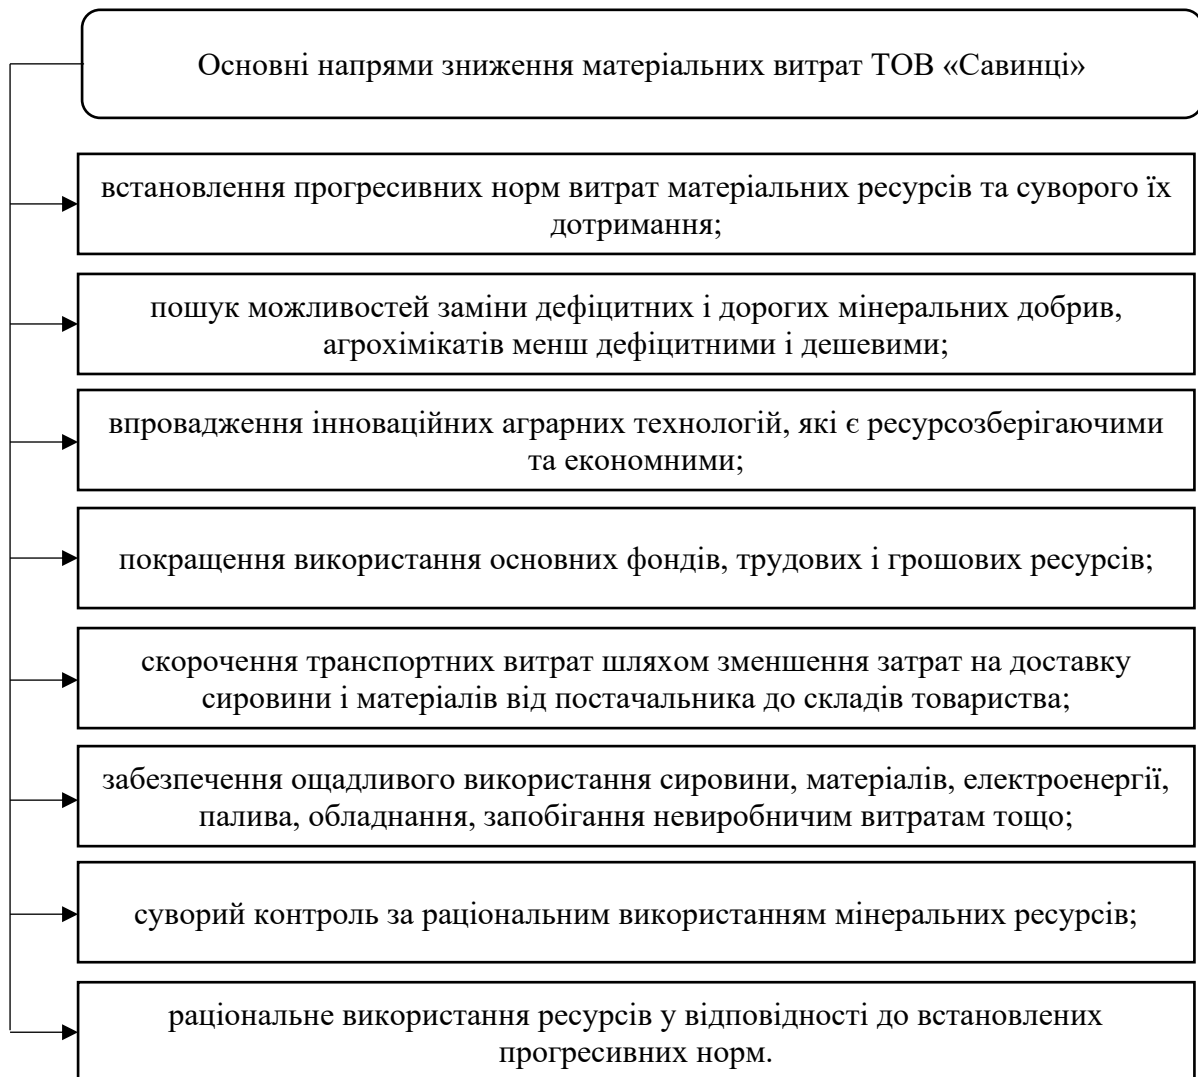 Основні напрями зниження матеріальних витрат ТОВ «Савинці»
встановлення прогресивних норм витрат матеріальних ресурсів та суворого їх
дотримання;
пошук можливостей заміни дефіцитних і дорогих мінеральних добрив,
агрохімікатів менш дефіцитними і дешевими;
впровадження інноваційних аграрних технологій, які є ресурсозберігаючими
та економними;
покращення використання основних фондів, трудових і грошових ресурсів;
скорочення транспортних витрат шляхом зменшення затрат на доставку
сировини і матеріалів від постачальника до складів товариства;
забезпечення ощадливого використання сировини, матеріалів, електроенергії,
палива, обладнання, запобігання невиробничим витратам тощо;
суворий контроль за раціональним використанням мінеральних ресурсів;
раціональне використання ресурсів у відповідності до встановлених
прогресивних норм.